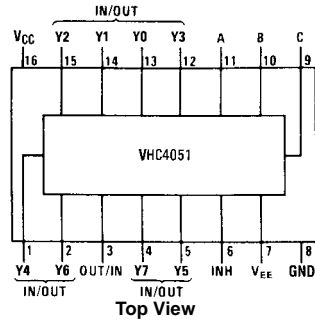 IN/OUT
VCC Y2 Y1 Y0 Y3 A B C
16 15 14 13 12 11 10 9
VHC4051
1 2 3 4 5 6 7 8
Y4 Y6 OUT/IN Y7 Y5 INH VEE GND
IN/OUT IN/OUT
Top View